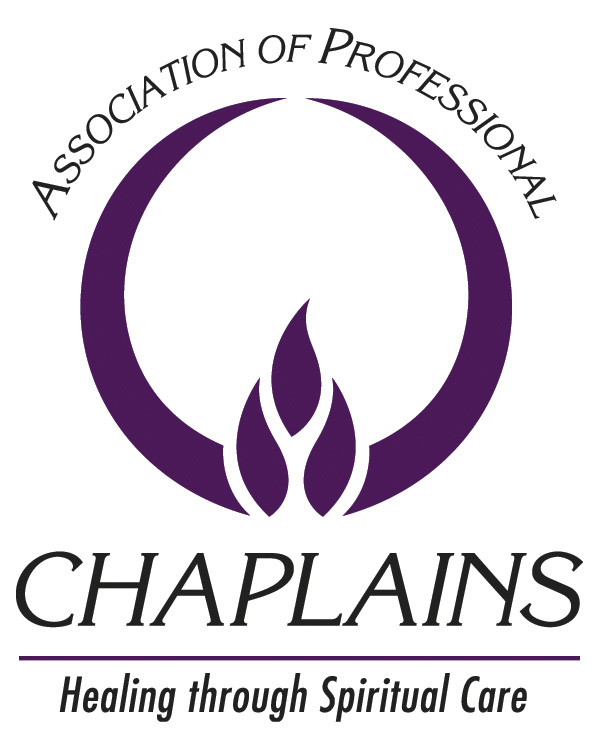 Association of Professional
CHAPLAINS
Healing through Spiritual Care